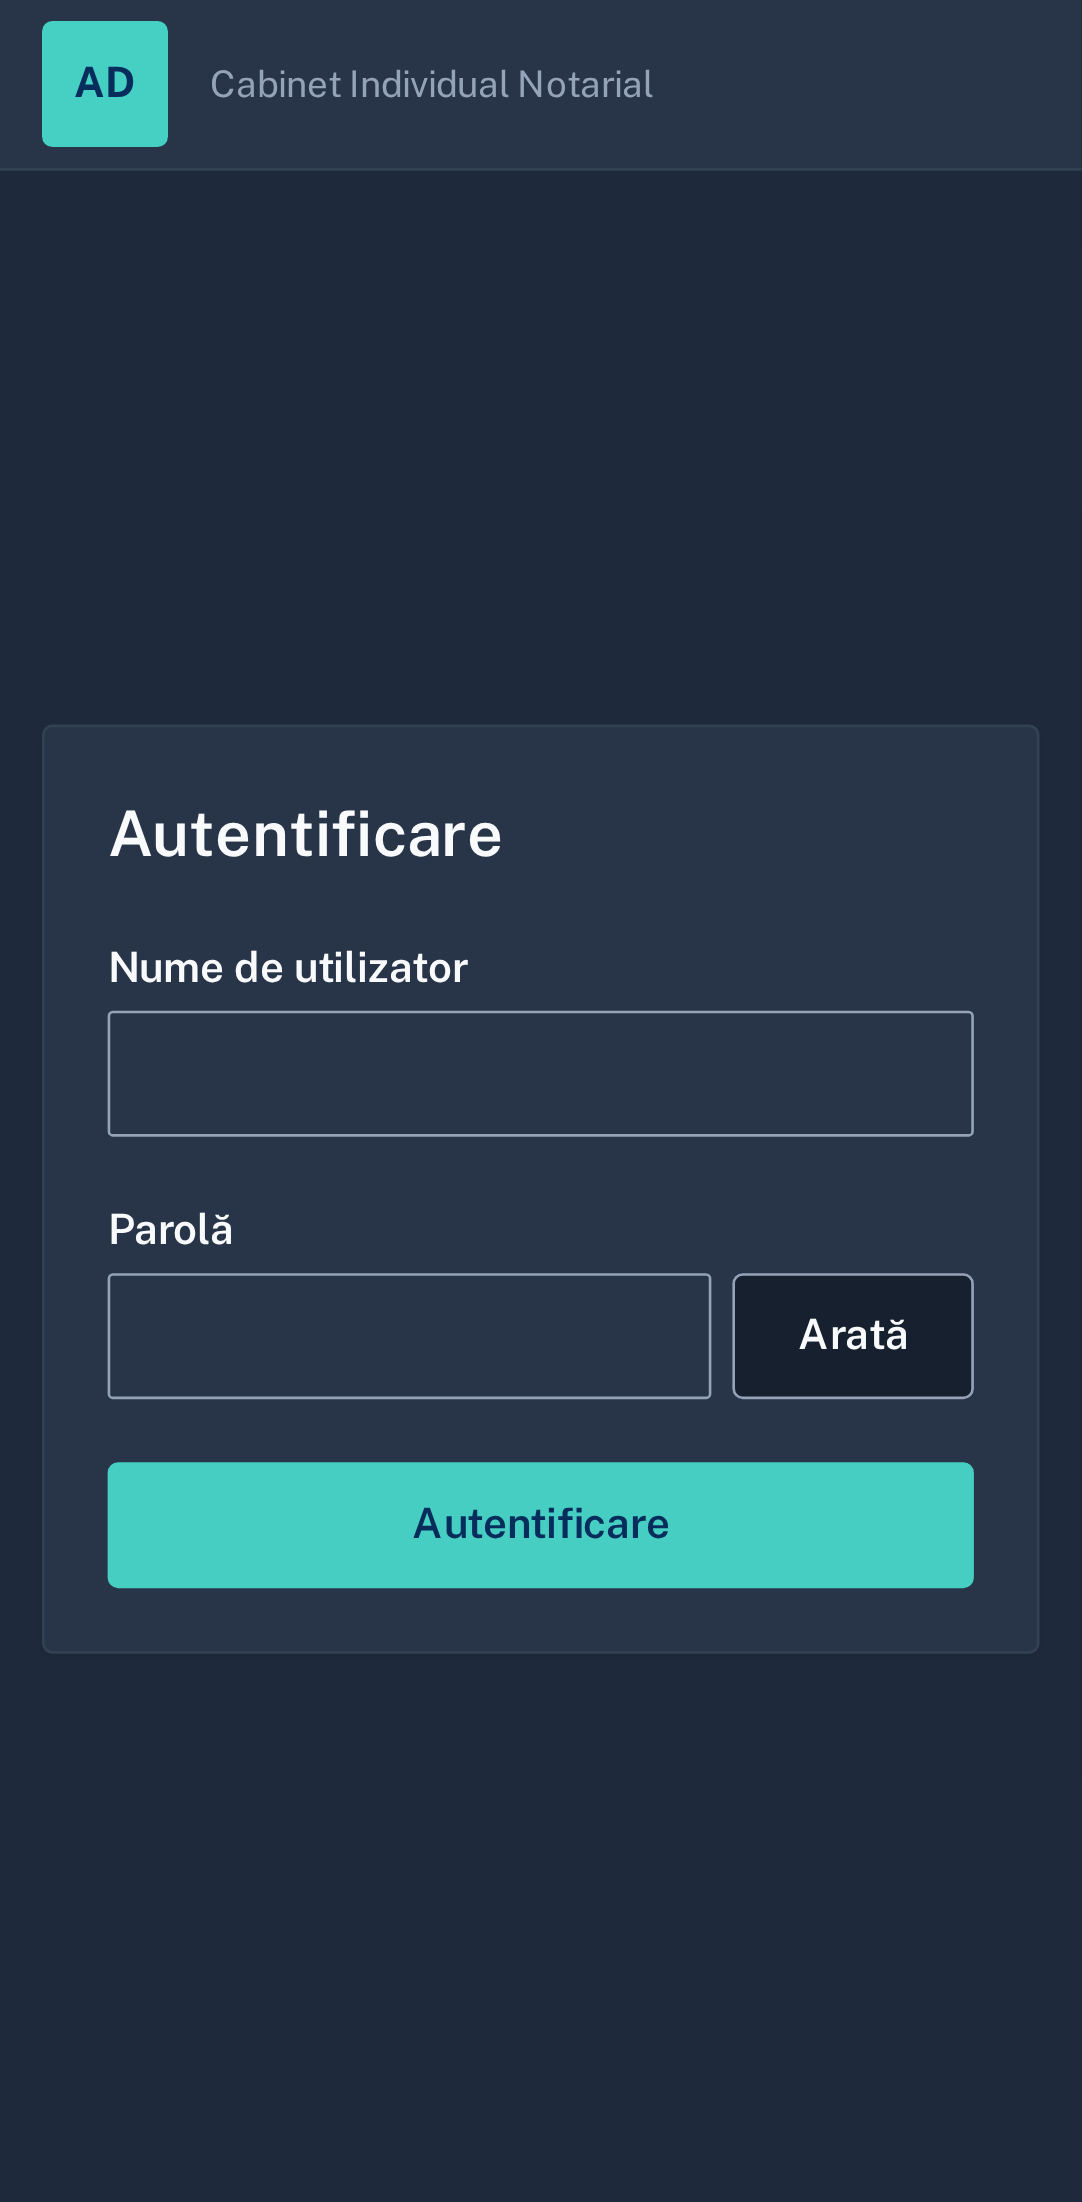 AD
Cabinet Individual Notarial
Autentificare
Nume de utilizator
Parolă
Arată
Autentificare